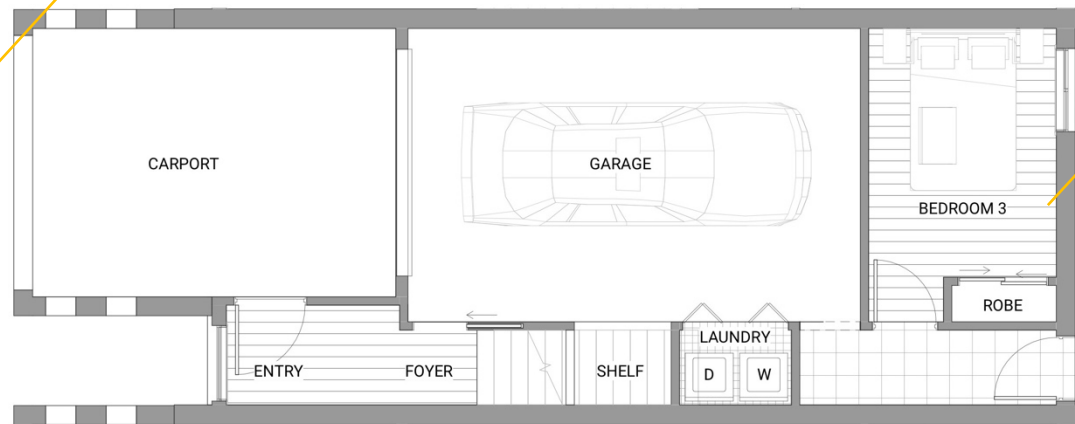 CARPORT
GARAGE
BEDROOM 3
ROBE
LAUNDRY
ENTRY
FOYER
SHELF
D
W